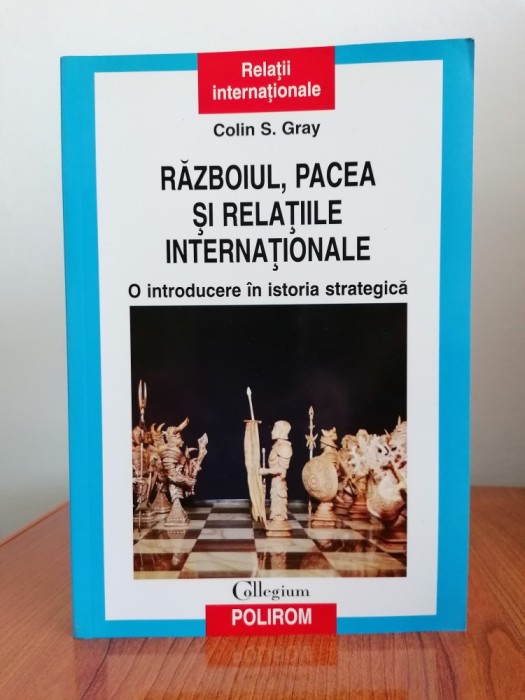 Relații
internaționale
Colin S. Gray
RĂZBOIUL, PACEA
ȘI RELAȚIILE
INTERNAȚIONALE
O introducere în istoria strategică
Collegium
POLIROM